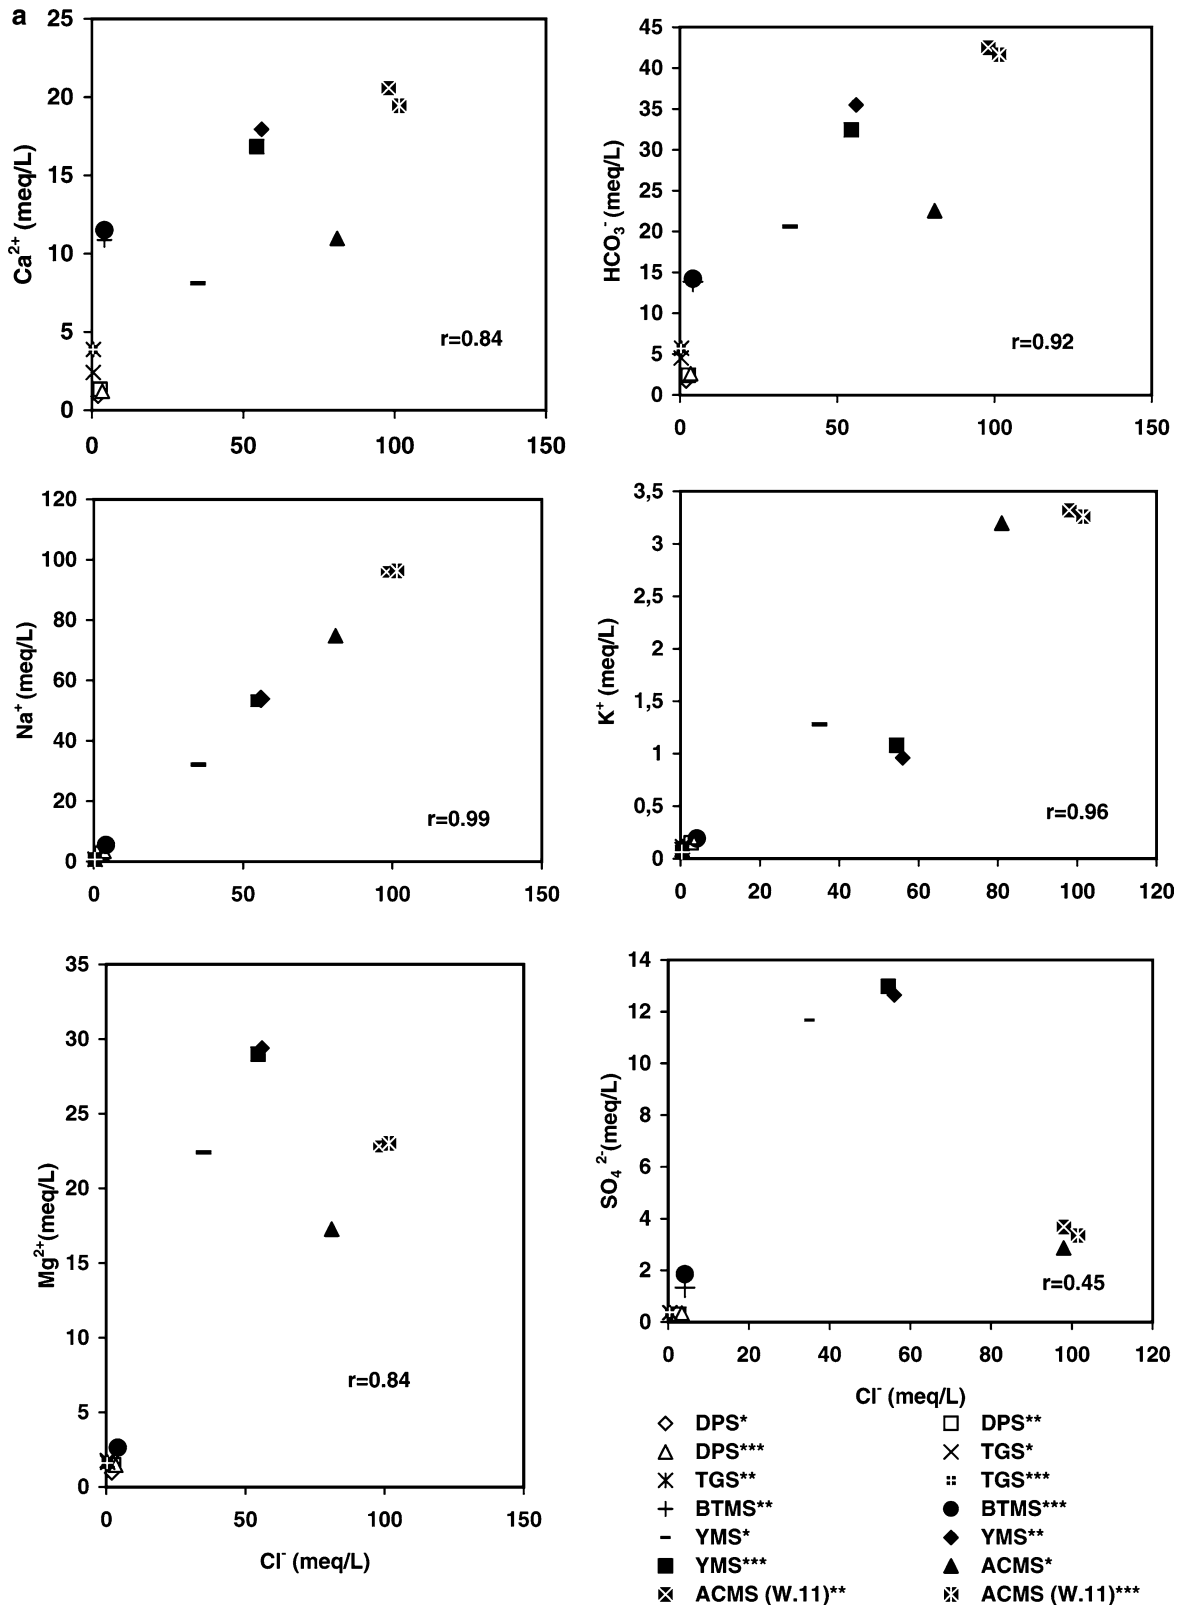 a
25
20
15
10
5
0
Ca2+ (meq/L)
r=0.84
0 50 100 150
45
40
35
30
25
20
15
10
5
0
HCO3- (meq/L)
r=0.92
0 50 100 150
120
100
80
60
40
20
0
Na+ (meq/L)
r=0.99
0 50 100 150
3,5
3
2,5
2
1,5
1
0,5
0
K+ (meq/L)
r=0.96
0 20 40 60 80 100 120
35
30
25
20
15
10
5
0
Mg2+(meq/L)
r=0.84
0 50 100 150
Cl- (meq/L)
14
12
10
8
6
4
2
0
SO4 2-(meq/L)
r=0.45
0 20 40 60 80 100 120
Cl- (meq/L)
DPS* DPS**
DPS*** TGS*
TGS** TGS***
BTMS** BTMS***
YMS* YMS**
YMS*** ACMS*
ACMS (W.11)** ACMS (W.11)***